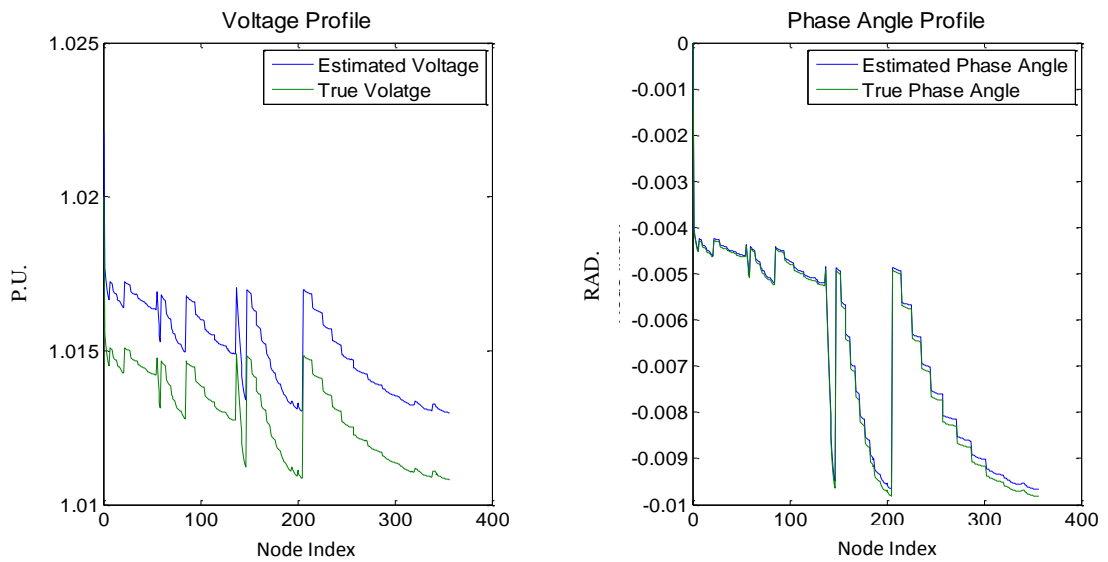 Voltage Profile
1.025
1.02
1.015
1.01
P.U.
Estimated Voltage
True Volatge
0
100
200
300
400
Node Index
Phase Angle Profile
0
-0.001
-0.002
-0.003
-0.004
-0.005
-0.006
-0.007
-0.008
-0.009
-0.01
RAD.
Estimated Phase Angle
True Phase Angle
0
100
200
300
400
Node Index